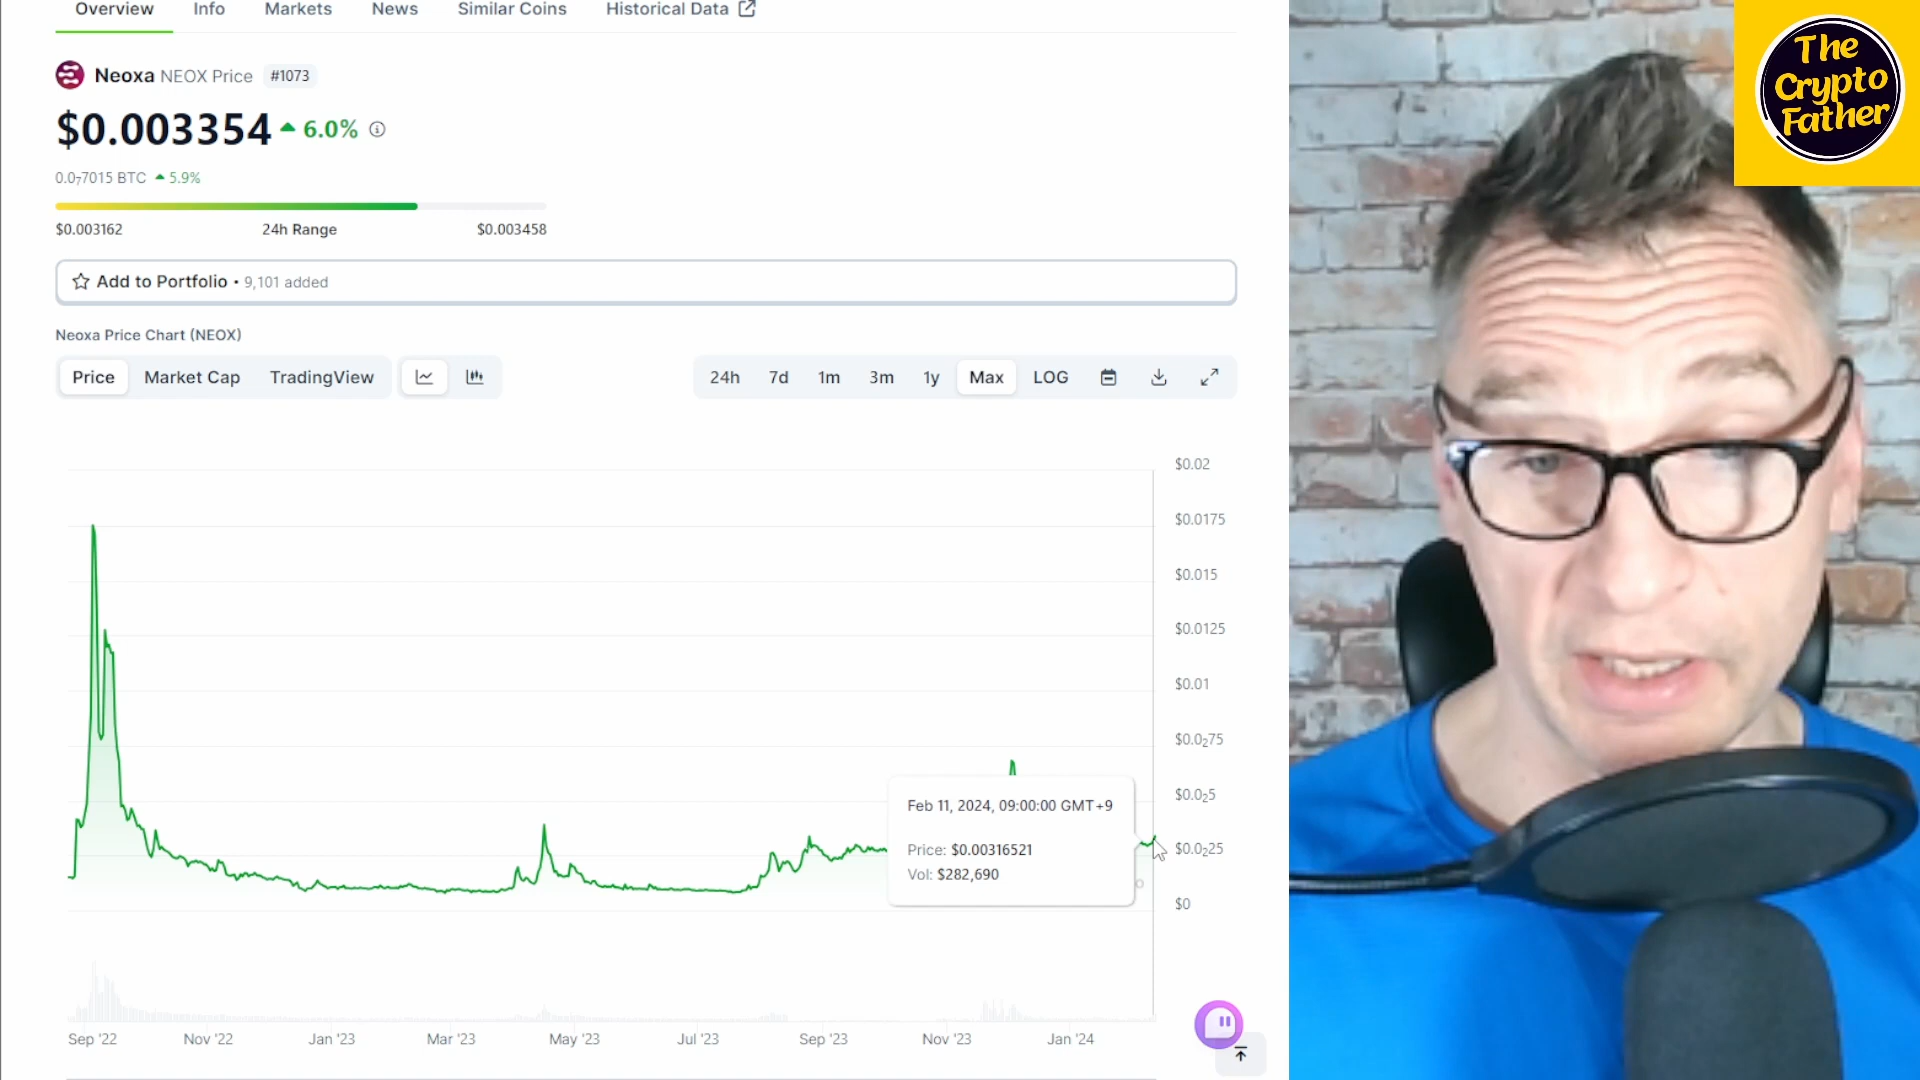 Overview Info Markets News Similar Coins Historical Data
Neoxa NEOX Price #1073
$0.003354 6.0%
0.0₇7015 BTC 5.9%
$0.003162 24h Range $0.003458
Add to Portfolio • 9,101 added
Neoxa Price Chart (NEOX)
Price Market Cap TradingView 24h 7d 1m 3m 1y Max LOG
$0.02
$0.0175
$0.015
$0.0125
$0.01
$0.0₂75
$0.0₂5
$0.0₂25
$0
Feb 11, 2024, 09:00:00 GMT+9
Price: $0.00316521
Vol: $282,690
Sep '22 Nov '22 Jan '23 Mar '23 May '23 Jul '23 Sep '23 Nov '23 Jan '24
The
Crypto
Father